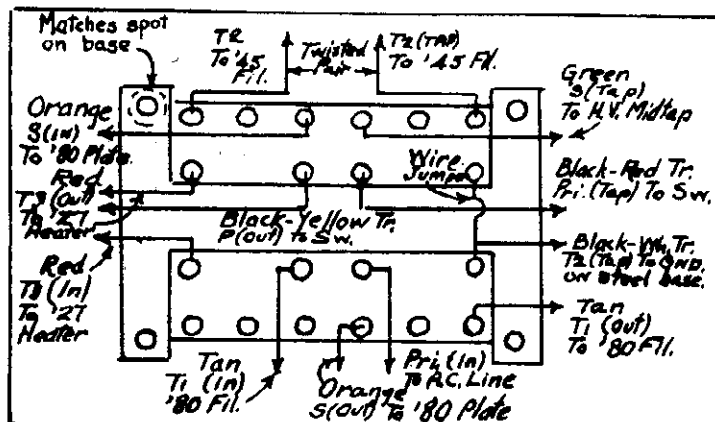 Matches spot
on base
T2
To '45
Fil.
Twisted
Pair
T2 (TAP)
To '45 Fil.
Green
S (Tap)
To H.V. Midtap
Orange
S (In)
To '80 Plate
Red
T3 (Out)
To '27
Heater
Wire
Jumper
Black-Red Tr.
Pri. (Tap) To Sw.
Black-Yellow Tr.
P (Out) to Sw.
Black-Wh. Tr.
T2 (Tap) To GND.
on steel base.
Red
T3 (In)
To '27
Heater
Tan
T1 (Out)
To '80 Fil.
Tan
T1 (In)
'80 Fil.
Orange
S (Out) To '80 Plate
Pri. (In)
To A.C. Line